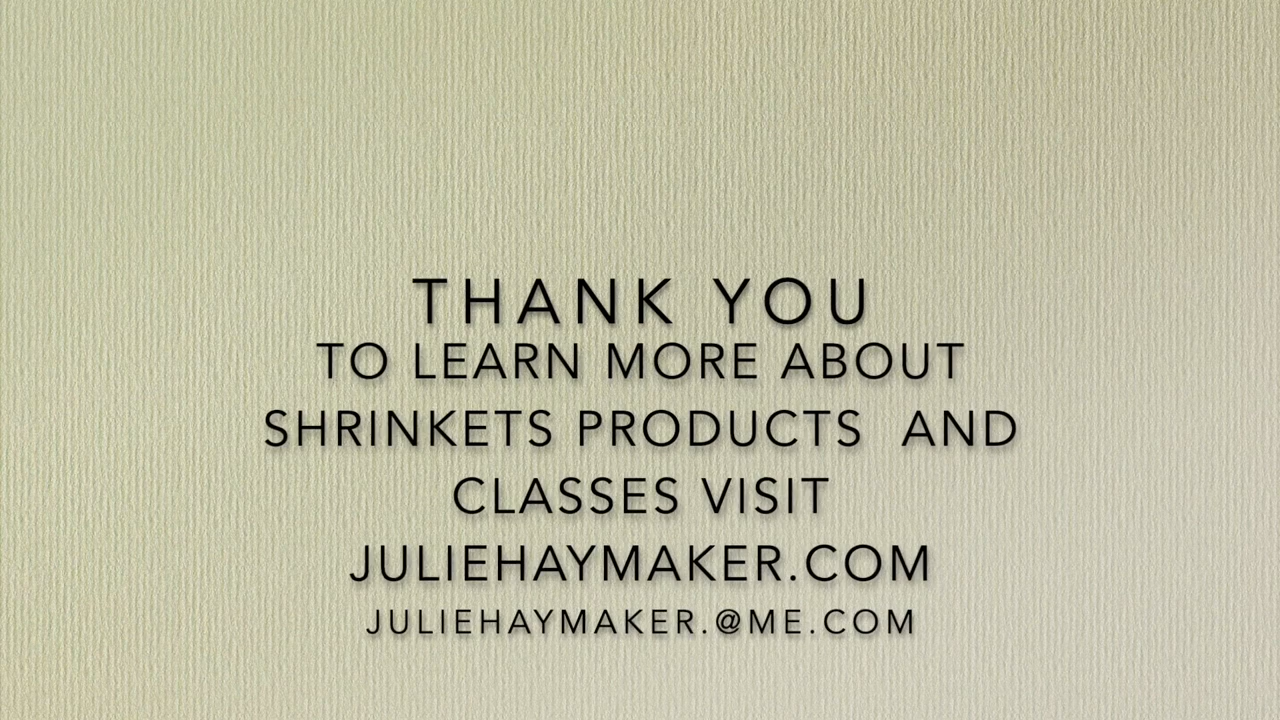 THANK YOU
TO LEARN MORE ABOUT
SHRINKETS PRODUCTS  AND
CLASSES VISIT
JULIEHAYMAKER.COM
JULIEHAYMAKER.@ME.COM